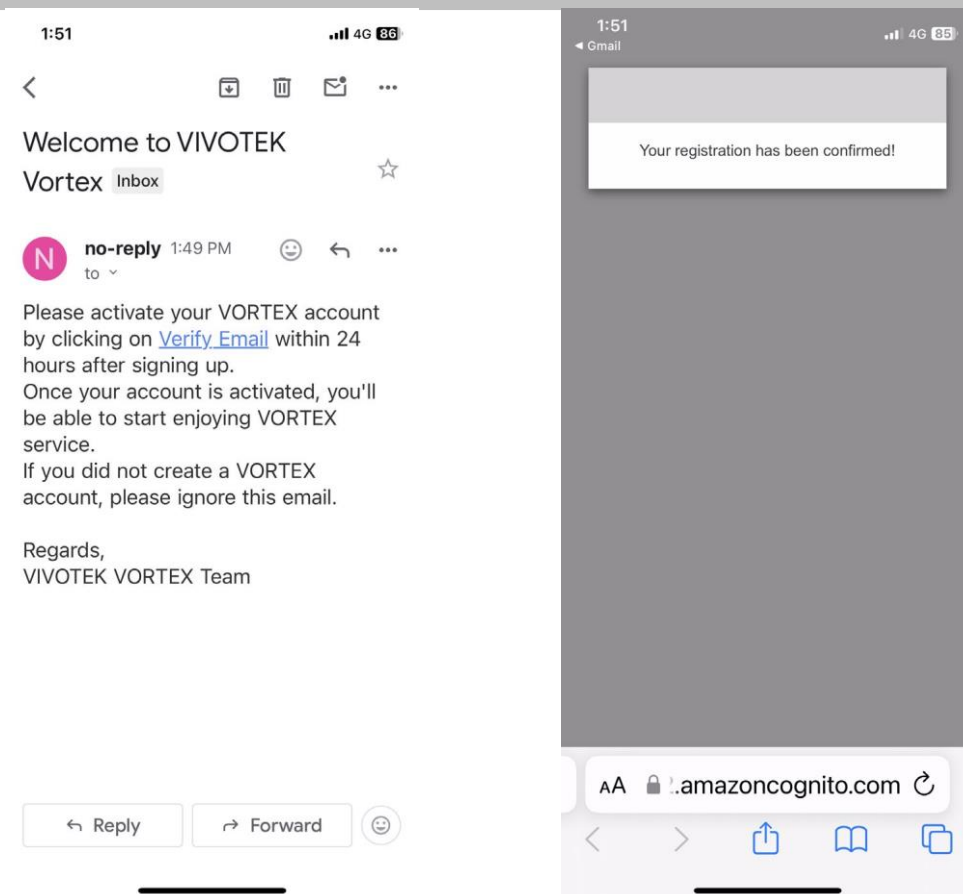 1:51
4G 86
Welcome to VIVOTEK
Vortex Inbox
N
no-reply 1:49 PM
to
Please activate your VORTEX account
by clicking on Verify Email within 24
hours after signing up.
Once your account is activated, you'll
be able to start enjoying VORTEX
service.
If you did not create a VORTEX
account, please ignore this email.
Regards,
VIVOTEK VORTEX Team
Reply
Forward
1:51
4G 85
Gmail
Your registration has been confirmed!
AA
.amazoncognito.com